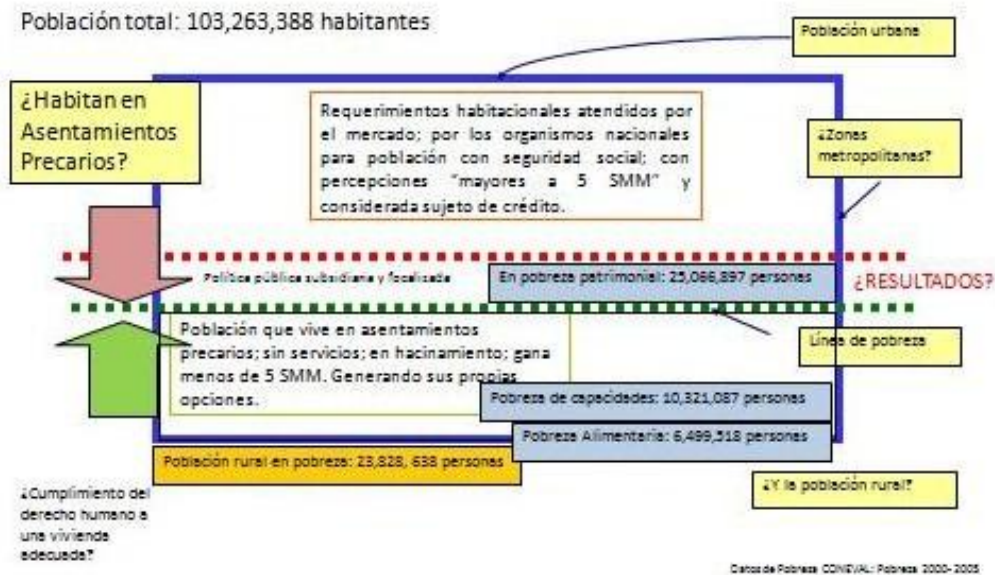 Población total: 103,263,388 habitantes
Población urbana
¿Habitan en
Asentamientos
Precarios?
Requerimientos habitacionales atendidos por
el mercado; por los organismos nacionales
para población con seguridad social; con
percepciones "mayores a 5 SMM" y
considerada sujeto de crédito.
¿Zonas
metropolitanas?
Política pública subsidiaria y focalizada
En pobreza patrimonial: 25,066,897 personas
¿RESULTADOS?
Población que vive en asentamientos
precarios; sin servicios; en hacinamiento; gana
menos de 5 SMM. Generando sus propias
opciones.
Línea de pobreza
Pobreza de capacidades: 10,321,087 personas
Pobreza Alimentaria: 6,499,518 personas
Población rural en pobreza: 23,828, 638 personas
¿Y la población rural?
¿Cumplimiento del
derecho humano a
una vivienda
adecuada?
Datos de Pobreza CONEVAL: Pobreza 2000-2005